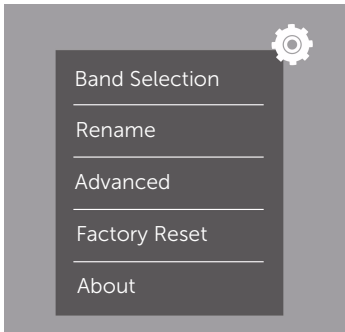 Band Selection
Rename
Advanced
Factory Reset
About